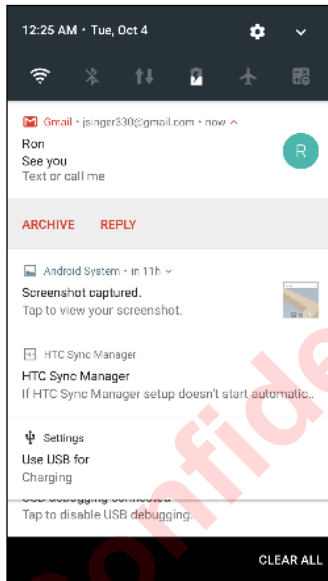 12:25 AM • Tue, Oct 4
Gmail • jsinger330@gmail.com • now
Ron
See you
Text or call me
R
ARCHIVE REPLY
Android System • in 11h
Screenshot captured.
Tap to view your screenshot.
HTC Sync Manager
HTC Sync Manager
If HTC Sync Manager setup doesn't start automatic..
Settings
Use USB for
Charging
USB debugging connected
Tap to disable USB debugging.
CLEAR ALL
confide